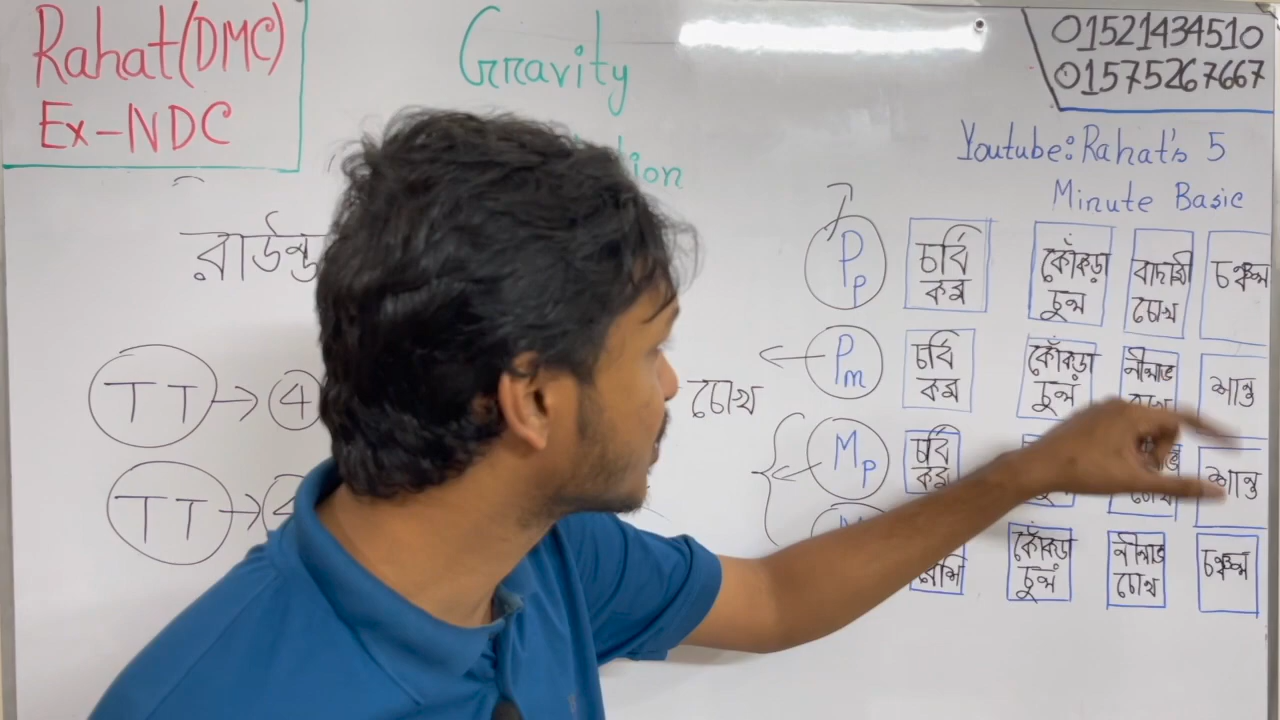 Rahat(DMC)
Ex-NDC
Gravity
tion
01521434510
01575267667
Youtube: Rahat's 5
Minute Basic
রাউন্ড
TT → 4
TT →
চোখ
Pp
চর্বি
কম
কোঁকড়া
চুল
বাদামী
চোখ
চঞ্চল
Pm
চর্বি
কম
কোঁকড়া
চুল
নীলাভ
শান্ত
Mp
চর্বি
কম
চোখ
শান্ত
কোঁকড়া
চুল
নীলাভ
চোখ
চঞ্চল